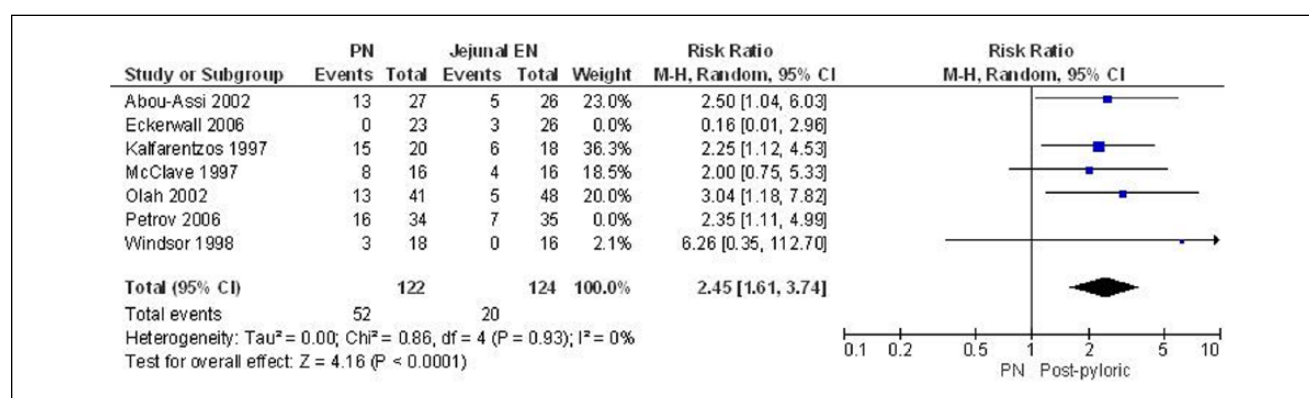 PN Jejunal EN Risk Ratio Risk Ratio
Study or Subgroup Events Total Events Total Weight M-H, Random, 95% CI M-H, Random, 95% CI
Abou-Assi 2002 13 27 5 26 23.0% 2.50 [1.04, 6.03]
Eckerwall 2006 0 23 3 26 0.0% 0.16 [0.01, 2.96]
Kalfarentzos 1997 15 20 6 18 36.3% 2.25 [1.12, 4.53]
McClave 1997 8 16 4 16 18.5% 2.00 [0.75, 5.33]
Olah 2002 13 41 5 48 20.0% 3.04 [1.18, 7.82]
Petrov 2006 16 34 7 35 0.0% 2.35 [1.11, 4.99]
Windsor 1998 3 18 0 16 2.1% 6.26 [0.35, 112.70]
Total (95% CI) 122 124 100.0% 2.45 [1.61, 3.74]
Total events 52 20
Heterogeneity: Tau² = 0.00; Chi² = 0.86, df = 4 (P = 0.93); I² = 0%
Test for overall effect: Z = 4.16 (P < 0.0001)
0.1 0.2 0.5 1 2 5 10
PN Post-pyloric